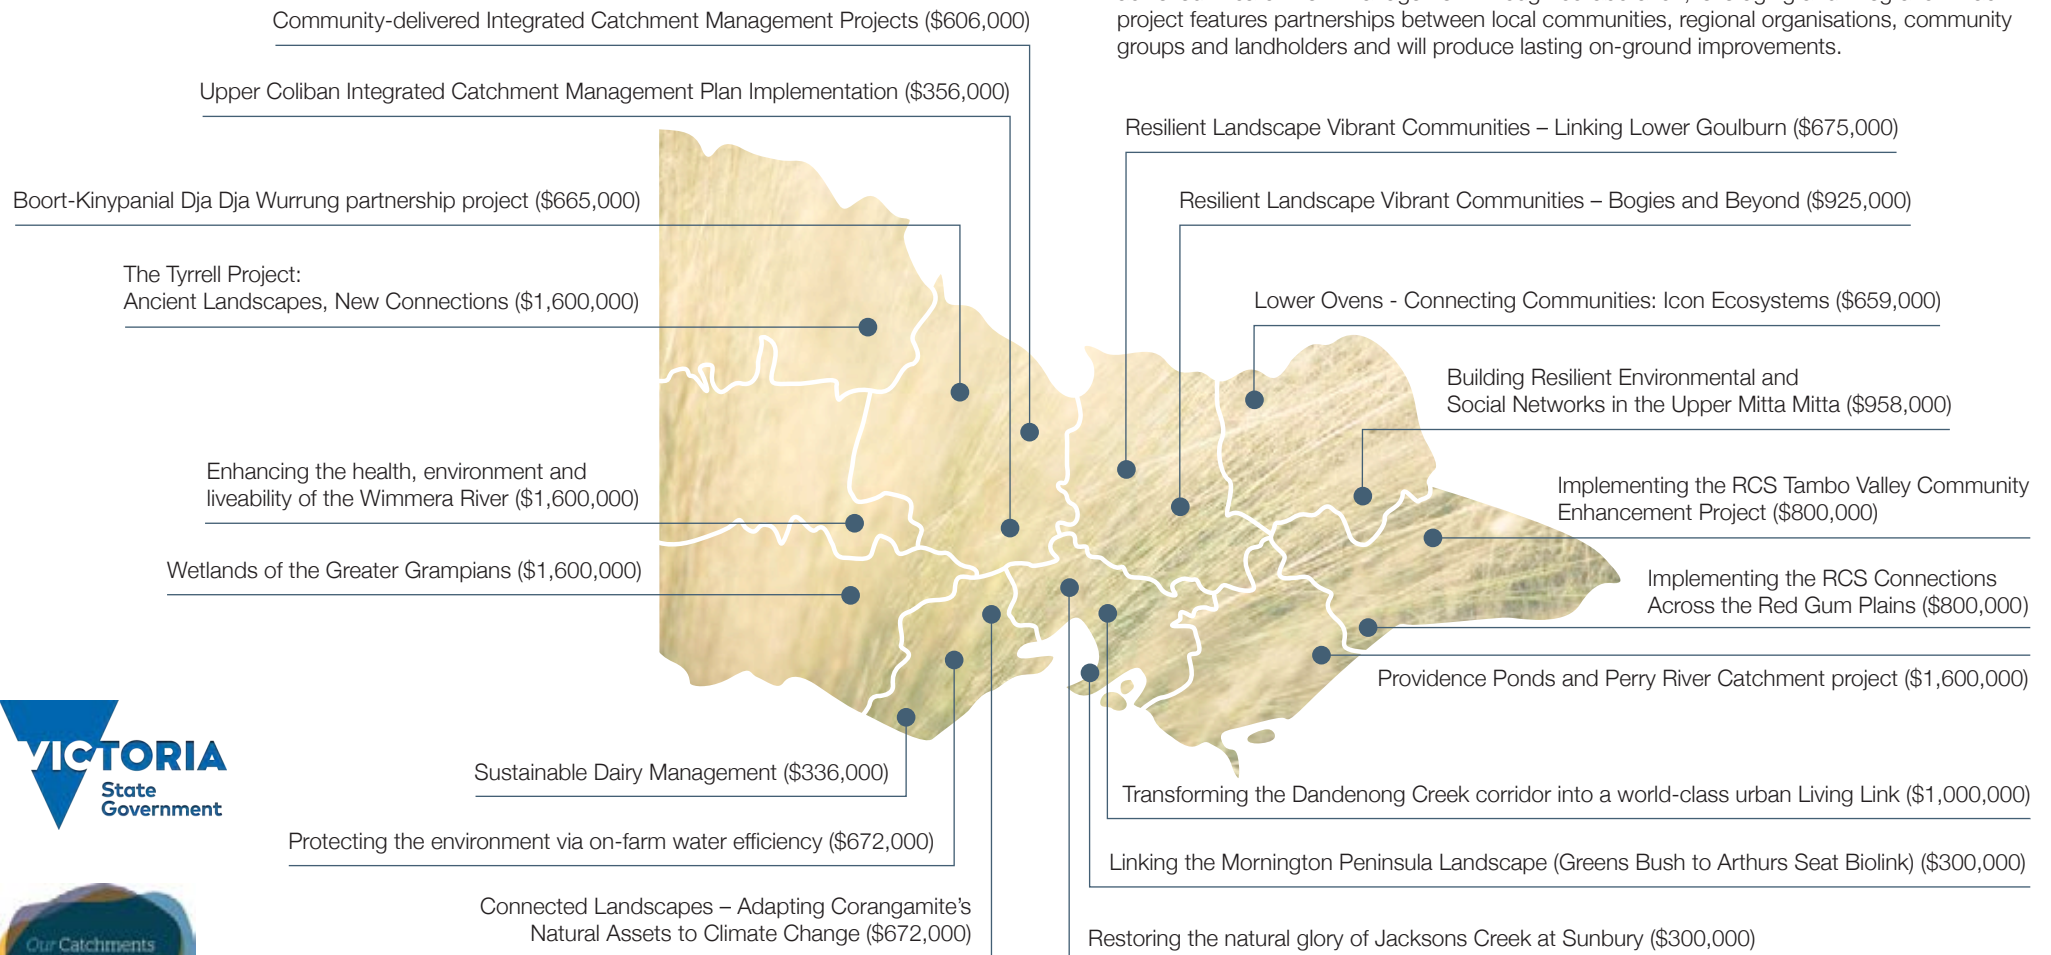 Community-delivered Integrated Catchment Management Projects ($606,000)
project features partnerships between local communities, regional organisations, community
groups and landholders and will produce lasting on-ground improvements.
Upper Coliban Integrated Catchment Management Plan Implementation ($356,000)
Resilient Landscape Vibrant Communities – Linking Lower Goulburn ($675,000)
Boort-Kinypanial Dja Dja Wurrung partnership project ($665,000)
Resilient Landscape Vibrant Communities – Bogies and Beyond ($925,000)
The Tyrrell Project:
Ancient Landscapes, New Connections ($1,600,000)
Lower Ovens - Connecting Communities: Icon Ecosystems ($659,000)
Building Resilient Environmental and
Social Networks in the Upper Mitta Mitta ($958,000)
Enhancing the health, environment and
liveability of the Wimmera River ($1,600,000)
Implementing the RCS Tambo Valley Community
Enhancement Project ($800,000)
Wetlands of the Greater Grampians ($1,600,000)
Implementing the RCS Connections
Across the Red Gum Plains ($800,000)
Providence Ponds and Perry River Catchment project ($1,600,000)
VICTORIA
State
Government
Sustainable Dairy Management ($336,000)
Transforming the Dandenong Creek corridor into a world-class urban Living Link ($1,000,000)
Protecting the environment via on-farm water efficiency ($672,000)
Linking the Mornington Peninsula Landscape (Greens Bush to Arthurs Seat Biolink) ($300,000)
Connected Landscapes – Adapting Corangamite's
Natural Assets to Climate Change ($672,000)
Restoring the natural glory of Jacksons Creek at Sunbury ($300,000)
Our Catchments